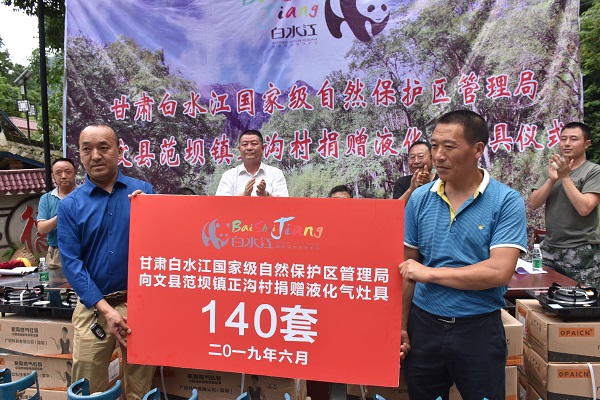 BaiShuiJiang
白水江
甘肃白水江国家级自然保护区管理局
文县范坝镇 沟村捐赠液化 具仪式
BaiShuiJiang
白水江
甘肃白水江国家级自然保护区管理局
向文县范坝镇正沟村捐赠液化气灶具
140套
二〇一九年六月
OPAICN
OPAICN